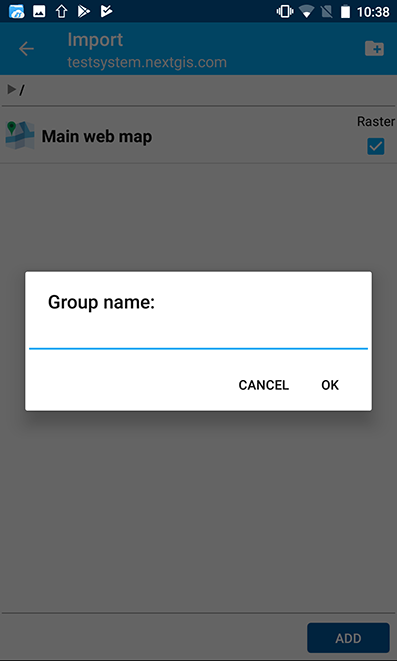 10:38
Import
testsystem.nextgis.com
/
Raster
Main web map
Group name:
CANCEL OK
ADD